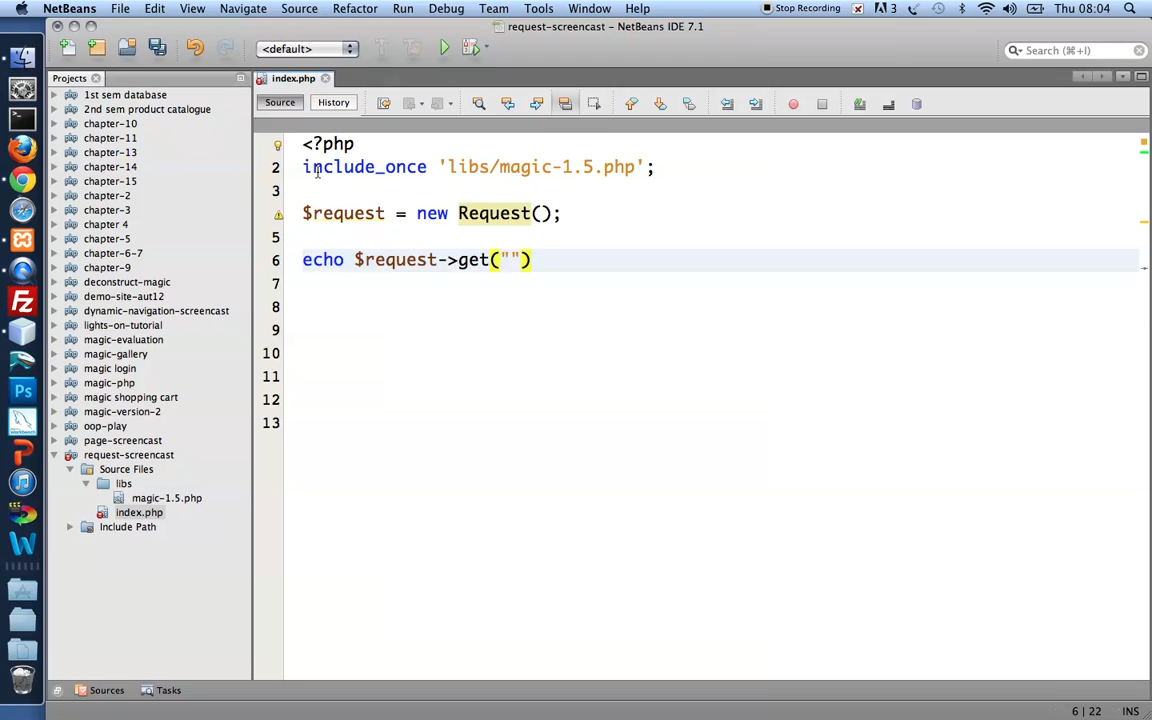 NetBeans File Edit View Navigate Source Refactor Run Debug Profile Team Tools Window Help Stop Recording 3 Thu 08:04
request-screencast – NetBeans IDE 7.1
<default> Search (⌘+I)
Projects index.php
Source History
1st sem database
2nd sem product catalogue
chapter-10
chapter-11
chapter-13
chapter-14
chapter-15
chapter-2
chapter-3
chapter 4
chapter-5
chapter-6-7
chapter-9
deconstruct-magic
demo-site-aut12
dynamic-navigation-screencast
lights-on-tutorial
magic-evaluation
magic-gallery
magic login
magic-php
magic shopping cart
magic-version-2
oop-play
page-screencast
request-screencast
Source Files
libs
magic-1.5.php
index.php
Include Path
<?php
2 include_once 'libs/magic-1.5.php';
3
$request = new Request();
5
6 echo $request->get("")
7
8
9
10
11
12
13
Sources Tasks
6 | 22 INS
Fz
Ps
W